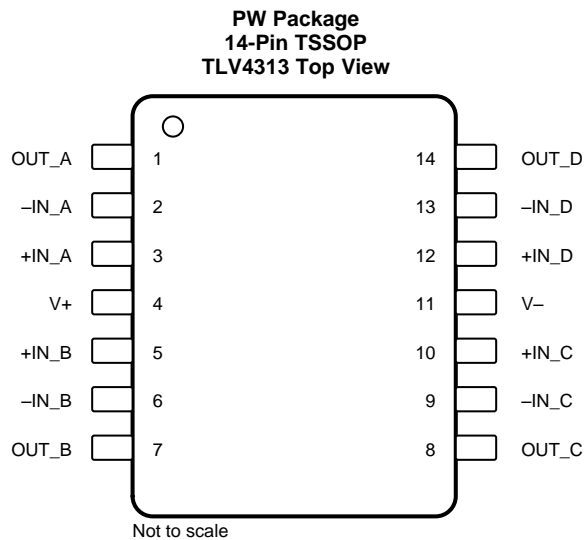 PW Package
14-Pin TSSOP
TLV4313 Top View
OUT_A 1 14 OUT_D
–IN_A 2 13 –IN_D
+IN_A 3 12 +IN_D
V+ 4 11 V–
+IN_B 5 10 +IN_C
–IN_B 6 9 –IN_C
OUT_B 7 8 OUT_C
Not to scale